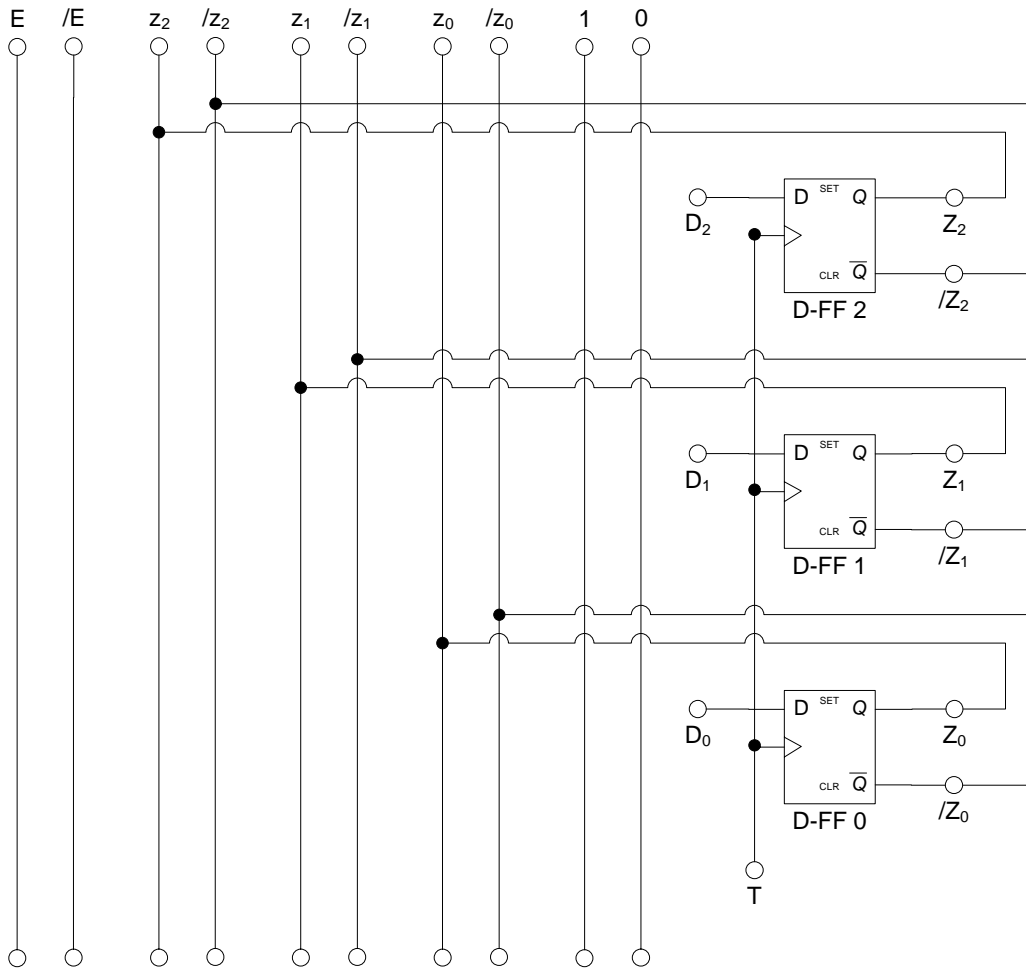 E /E z₂ /z₂ z₁ /z₁ z₀ /z₀ 1 0
D SET Q
D₂ Z₂
CLR Q̅ /Z₂
D-FF 2
D SET Q
D₁ Z₁
CLR Q̅ /Z₁
D-FF 1
D SET Q
D₀ Z₀
CLR Q̅ /Z₀
D-FF 0
T